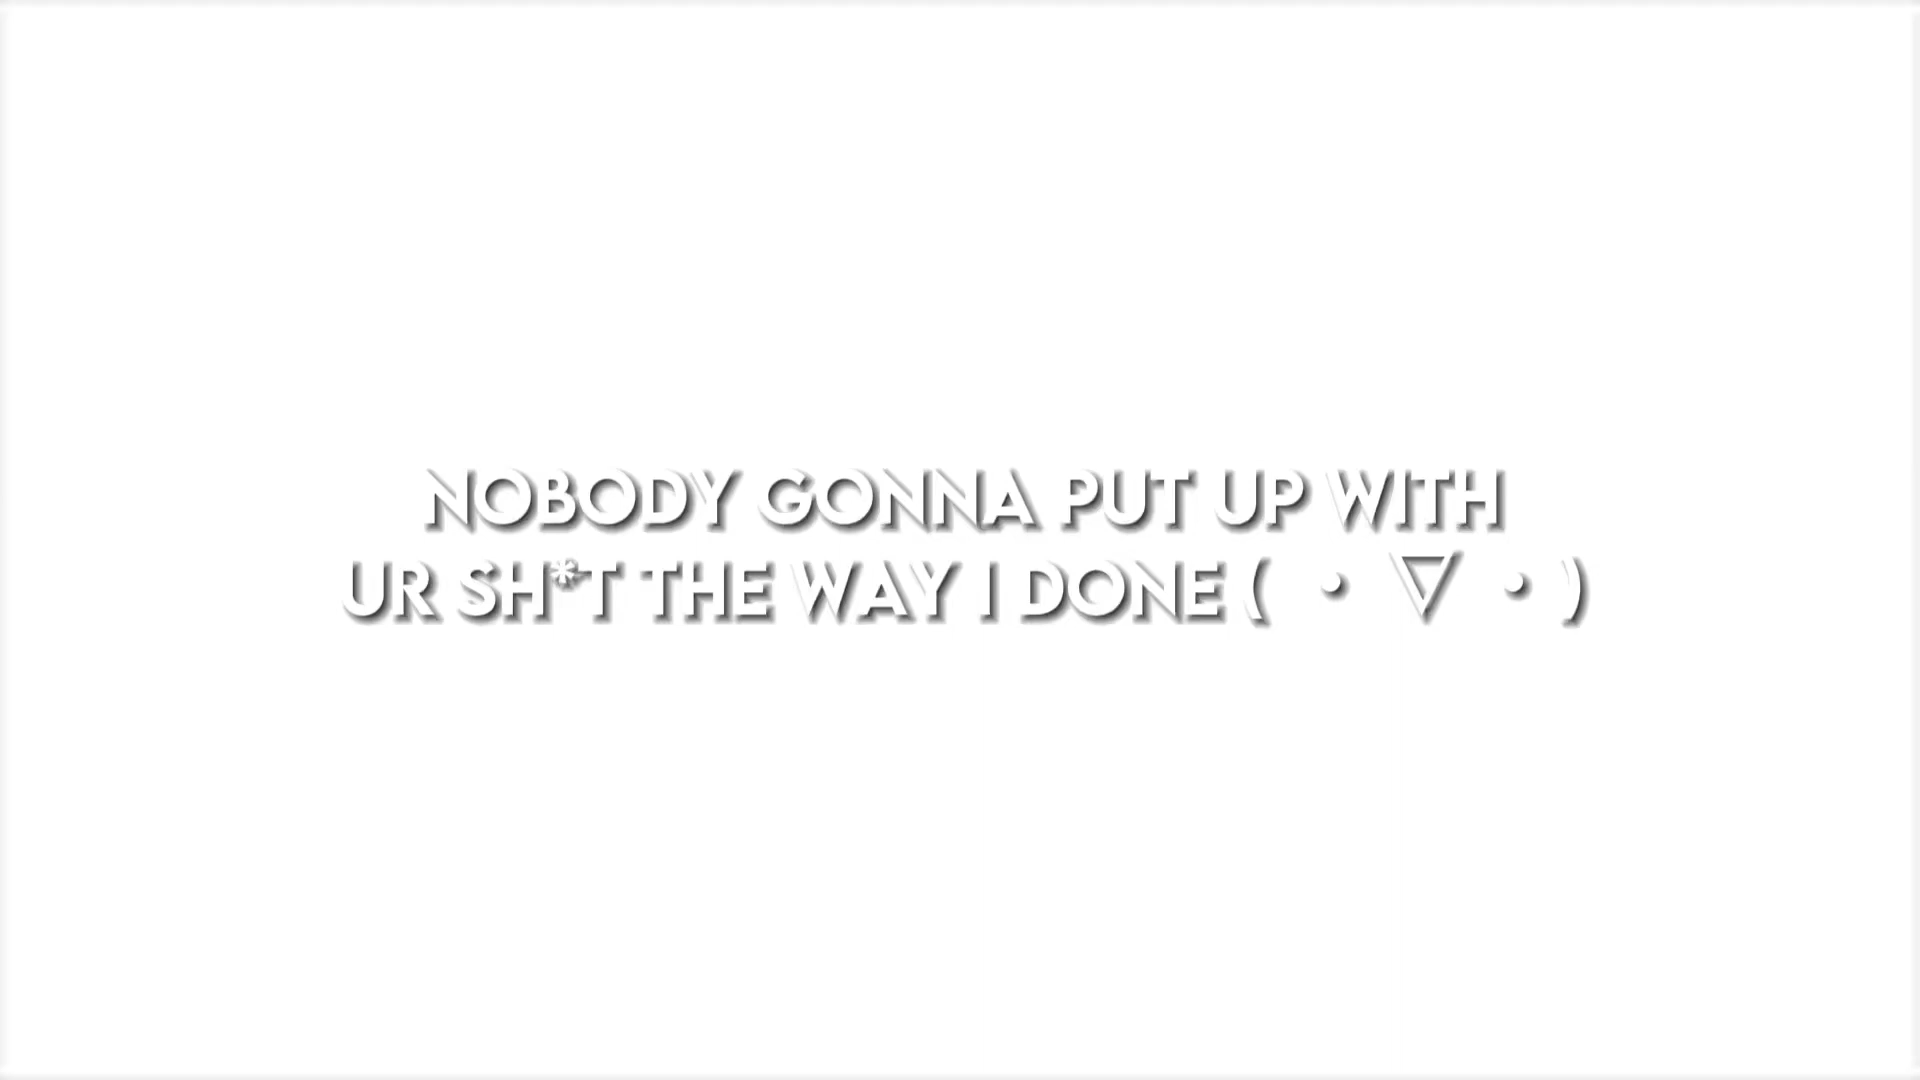 NOBODY GONNA PUT UP WITH
UR SH*T THE WAY I DONE ( ・ ▽ ・ )